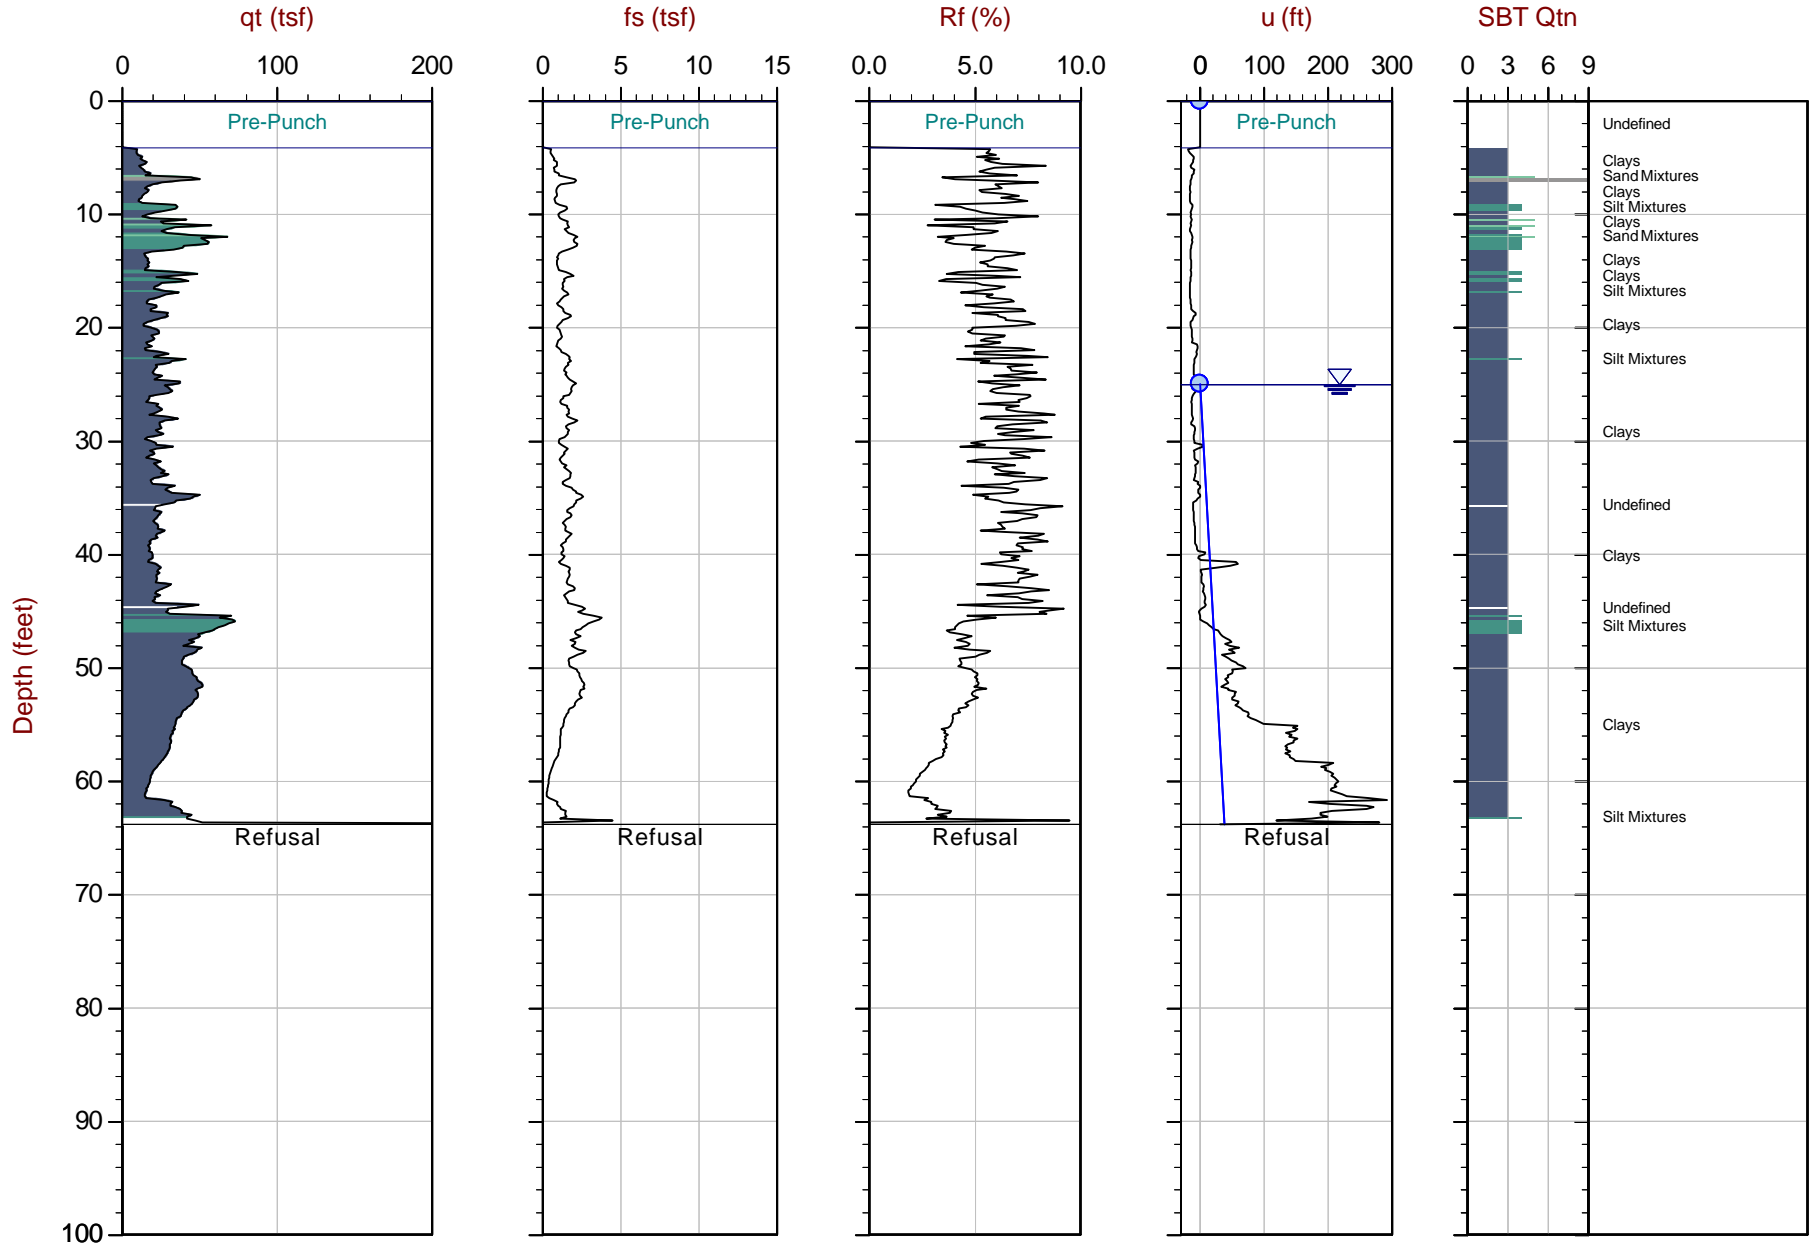 qt (tsf) fs (tsf) Rf (%) u (ft) SBT Qtn
0 100 200 0 5 10 15 0.0 5.0 10.0 0 100 200 300 0 3 6 9
0
Pre-Punch Pre-Punch Pre-Punch Pre-Punch
Undefined
Clays
Sand Mixtures
Clays
Silt Mixtures
10
Clays
Sand Mixtures
Clays
Clays
Silt Mixtures
Clays
20
Silt Mixtures
Clays
30
Undefined
40
Clays
Undefined
Silt Mixtures
50
Depth (feet)
Clays
60
Silt Mixtures
Refusal Refusal Refusal Refusal
70
80
90
100